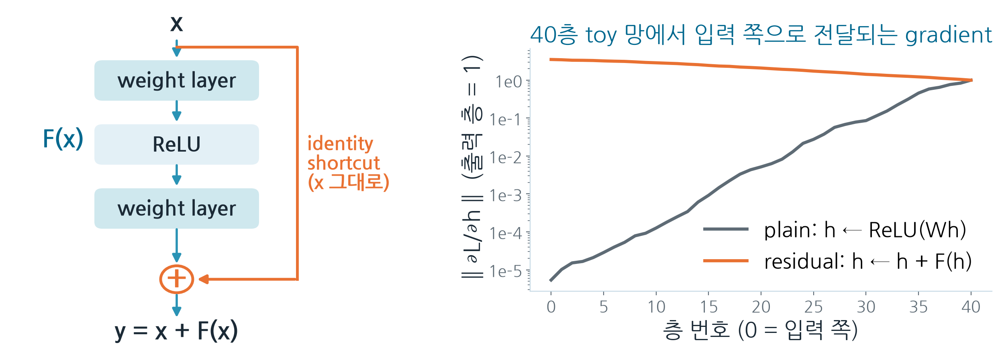 x
weight layer
ReLU
F(x)
weight layer
identity
shortcut
(x 그대로)
+
y = x + F(x)
40층 toy 망에서 입력 쪽으로 전달되는 gradient
‖∂L/∂h‖ (출력 층 = 1)
1e0
1e-1
1e-2
1e-3
1e-4
1e-5
plain: h ← ReLU(Wh)
residual: h ← h + F(h)
0 5 10 15 20 25 30 35 40
층 번호 (0 = 입력 쪽)